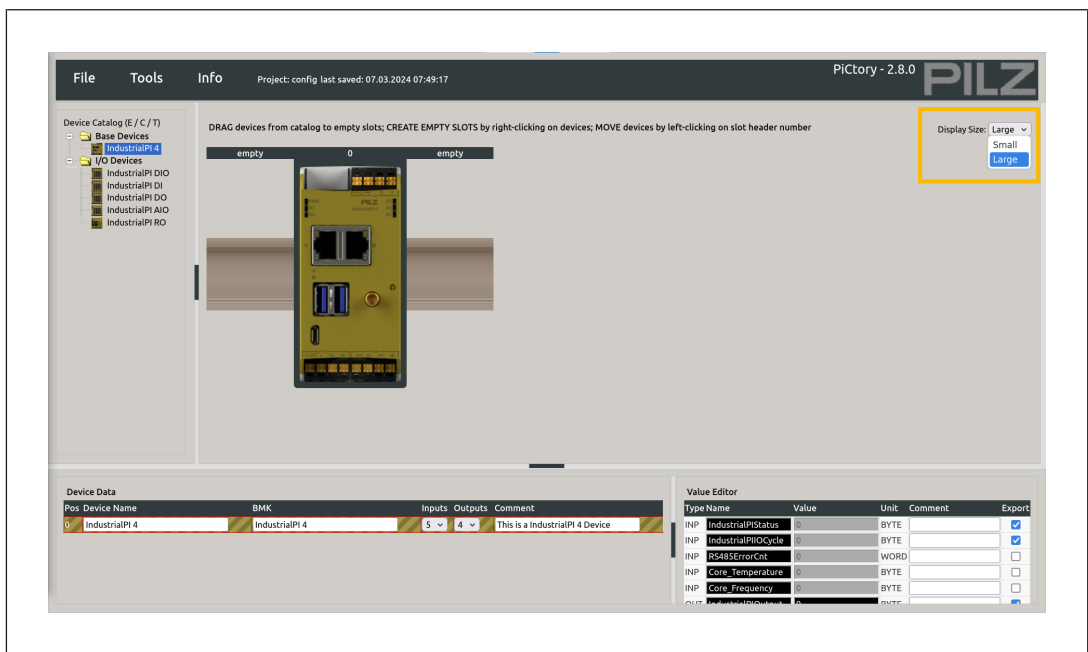 File Tools Info Project: config last saved: 07.03.2024 07:49:17 PiCtory - 2.8.0 PILZ
Device Catalog (E / C / T)
Base Devices
IndustrialPI 4
I/O Devices
IndustrialPI DIO
IndustrialPI DI
IndustrialPI DO
IndustrialPI AIO
IndustrialPI RO
DRAG devices from catalog to empty slots; CREATE EMPTY SLOTS by right-clicking on devices; MOVE devices by left-clicking on slot header number
empty 0 empty
PILZ
Display Size: Large
Small
Large
Device Data
Pos Device Name BMK Inputs Outputs Comment
0 IndustrialPI 4 IndustrialPI 4 5 4 This is a IndustrialPI 4 Device
Value Editor
Type Name Value Unit Comment Export
INP IndustrialPIStatus 0 BYTE
INP IndustrialPIIOCycle 0 BYTE
INP RS485ErrorCnt 0 WORD
INP Core_Temperature 0 BYTE
INP Core_Frequency 0 BYTE
OUT IndustrialPIOutput 0 BYTE